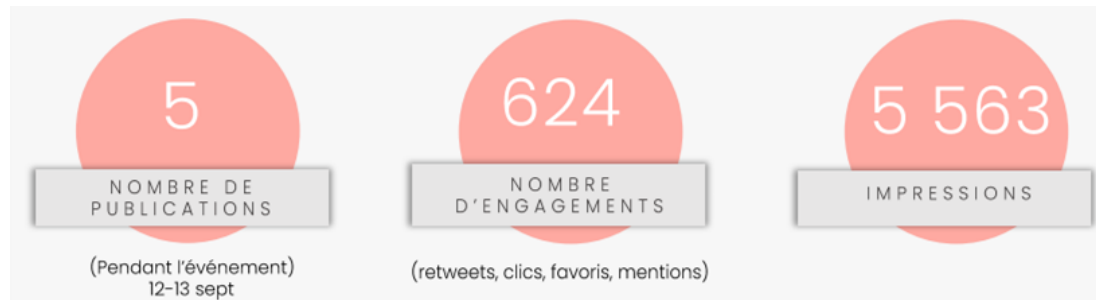 5
NOMBRE DE
PUBLICATIONS
(Pendant l'événement)
12-13 sept
624
NOMBRE
D'ENGAGEMENTS
(retweets, clics, favoris, mentions)
5 563
IMPRESSIONS